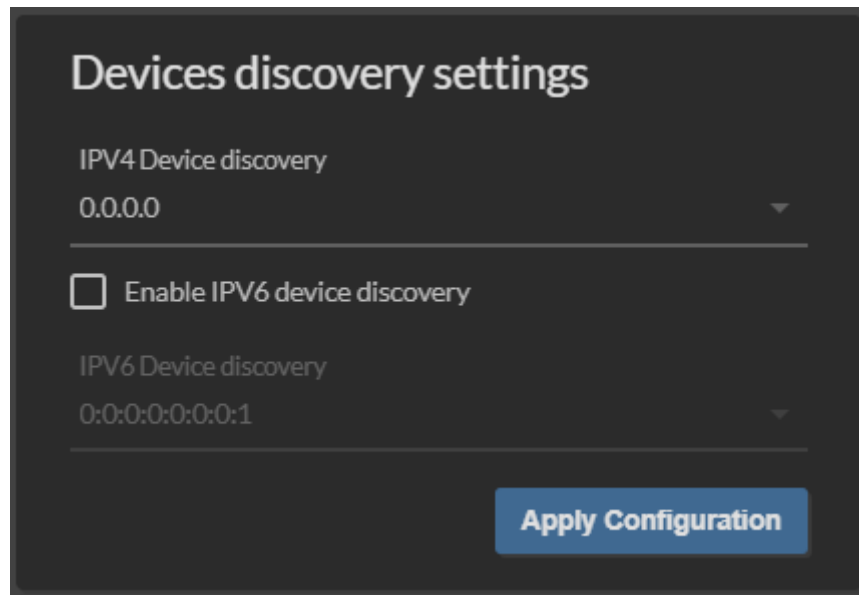 Devices discovery settings
IPV4 Device discovery
0.0.0.0
Enable IPV6 device discovery
IPV6 Device discovery
0:0:0:0:0:0:0:1
Apply Configuration